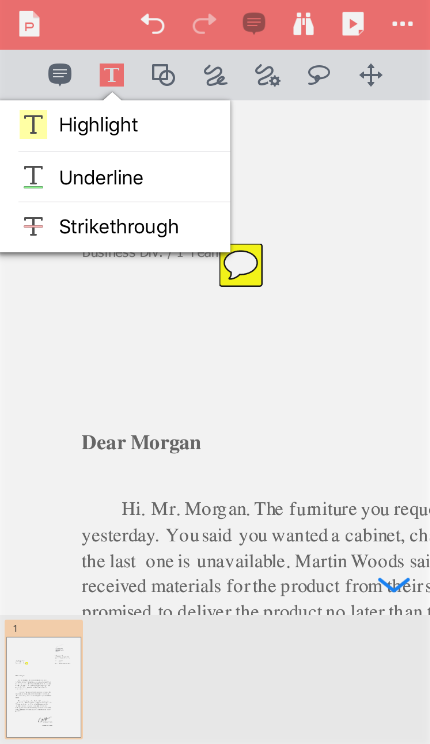 P
T
T Highlight
T Underline
T Strikethrough
Business Div. / 1 Team
Dear Morgan
Hi. Mr. Morgan. The furniture you requ
yesterday. You said you wanted a cabinet, ch
the last one is unavailable. Martin Woods sai
received materials for the product from theirs
promised to deliver the product no later than t
1